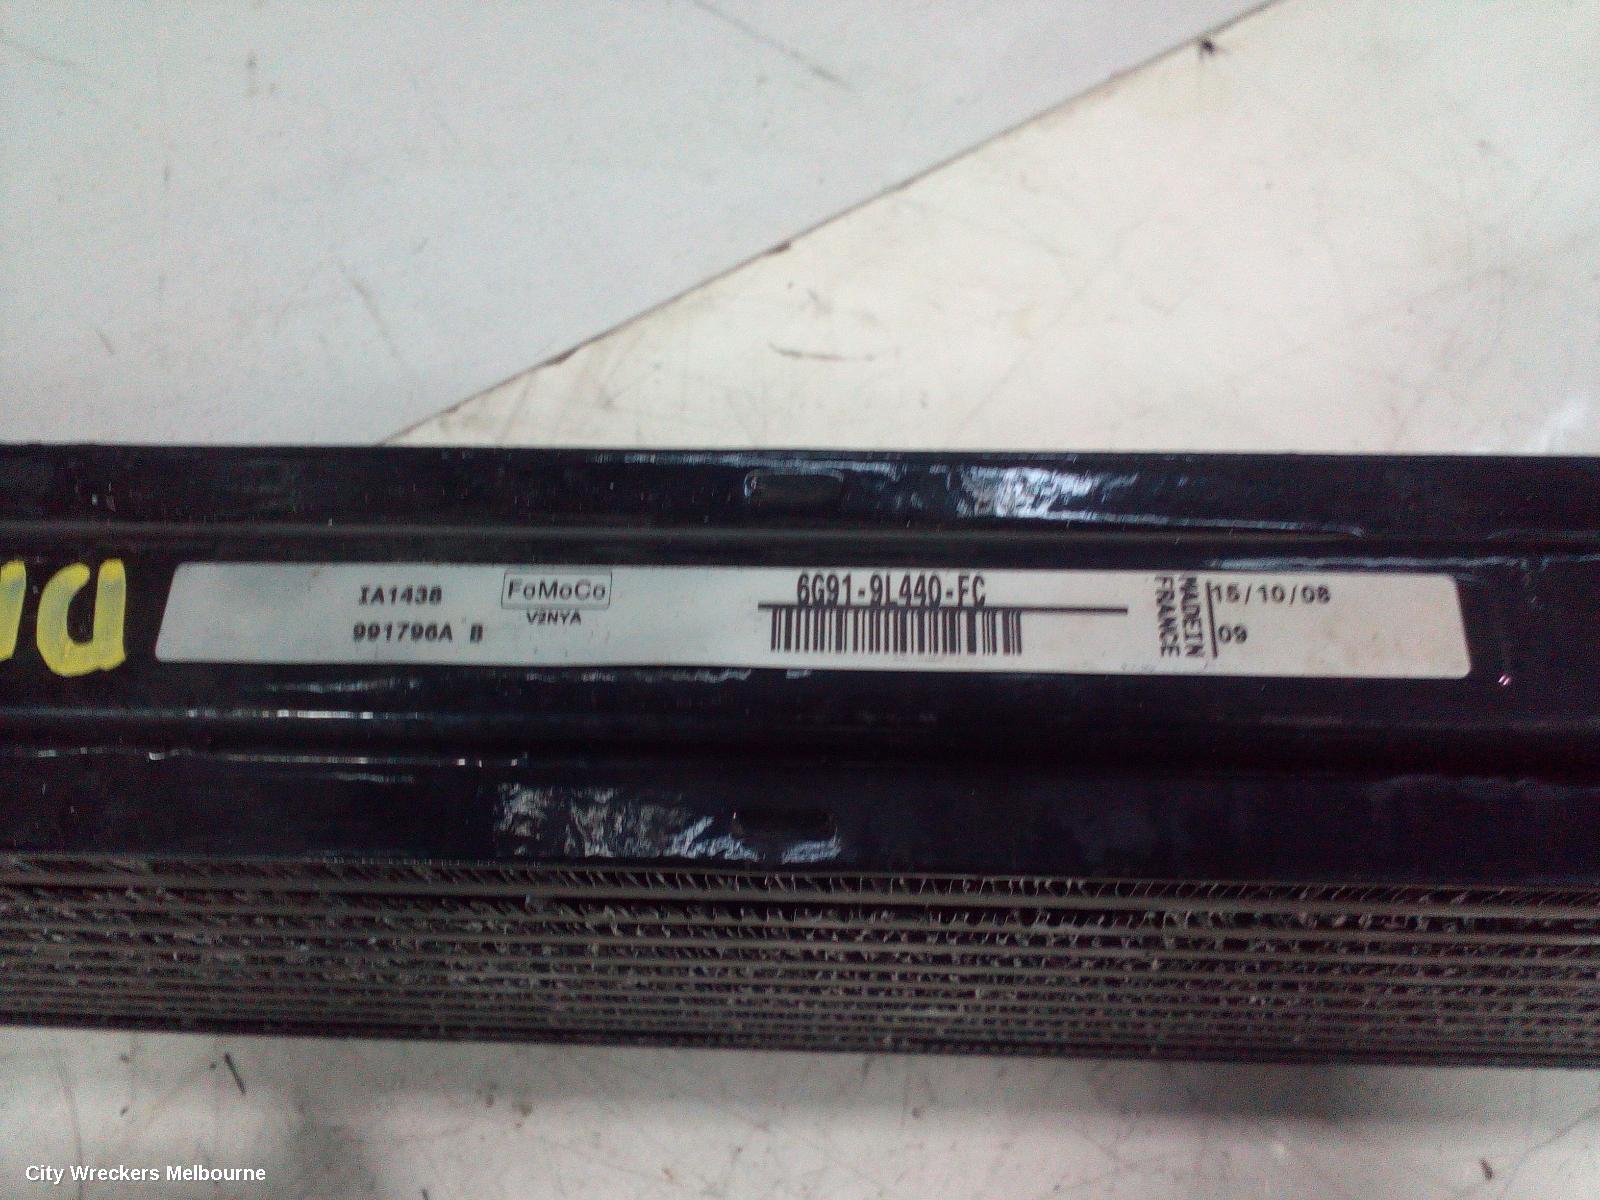 IA1438
991796A B
FoMoCo
V2NYA
6G91-9L440-FC
MADE IN
FRANCE
15/10/08
09
City Wreckers Melbourne